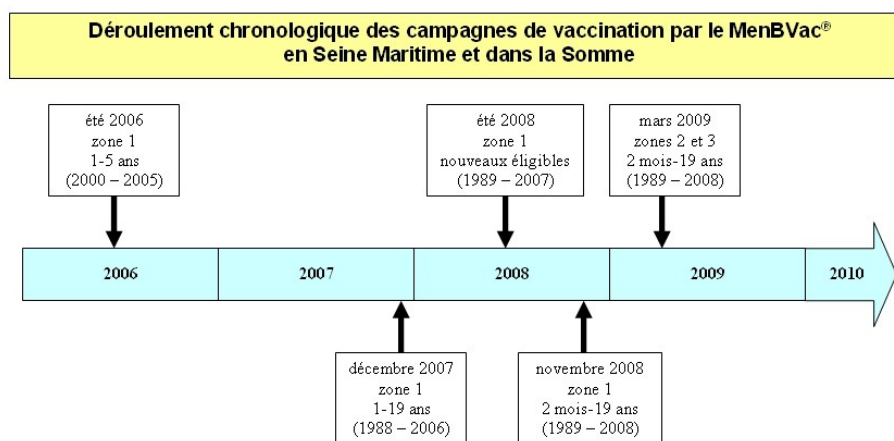 Déroulement chronologique des campagnes de vaccination par le MenBVac®
en Seine Maritime et dans la Somme
été 2006
zone 1
1-5 ans
(2000 – 2005)
été 2008
zone 1
nouveaux éligibles
(1989 – 2007)
mars 2009
zones 2 et 3
2 mois-19 ans
(1989 – 2008)
2006
2007
2008
2009
2010
décembre 2007
zone 1
1-19 ans
(1988 – 2006)
novembre 2008
zone 1
2 mois-19 ans
(1989 – 2008)